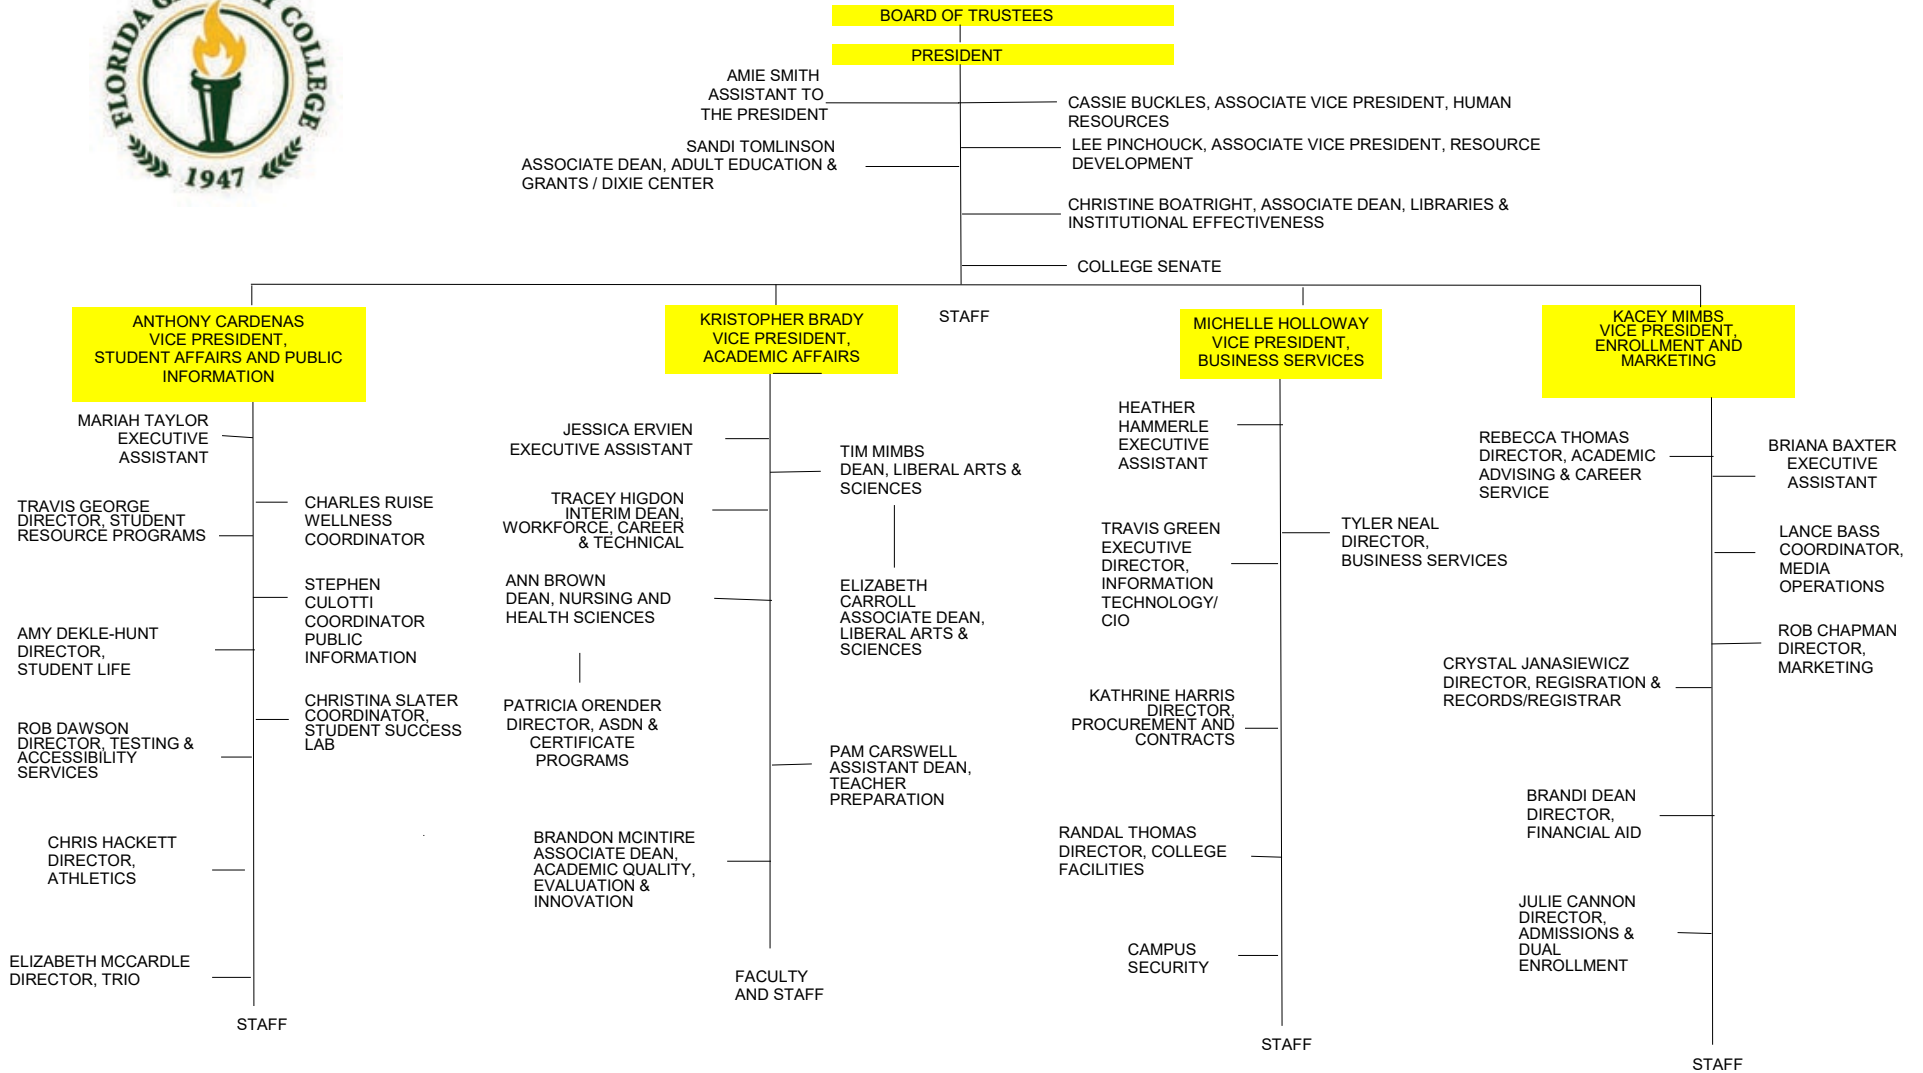 FLORIDA
COLLEGE
1947
BOARD OF TRUSTEES
PRESIDENT
AMIE SMITH
ASSISTANT TO
THE PRESIDENT
CASSIE BUCKLES, ASSOCIATE VICE PRESIDENT, HUMAN
RESOURCES
SANDI TOMLINSON
ASSOCIATE DEAN, ADULT EDUCATION &
GRANTS / DIXIE CENTER
LEE PINCHOUCK, ASSOCIATE VICE PRESIDENT, RESOURCE
DEVELOPMENT
CHRISTINE BOATRIGHT, ASSOCIATE DEAN, LIBRARIES &
INSTITUTIONAL EFFECTIVENESS
COLLEGE SENATE
STAFF
ANTHONY CARDENAS
VICE PRESIDENT,
STUDENT AFFAIRS AND PUBLIC
INFORMATION
MARIAH TAYLOR
EXECUTIVE
ASSISTANT
TRAVIS GEORGE
DIRECTOR, STUDENT
RESOURCE PROGRAMS
CHARLES RUISE
WELLNESS
COORDINATOR
STEPHEN
CULOTTI
COORDINATOR
PUBLIC
INFORMATION
AMY DEKLE-HUNT
DIRECTOR,
STUDENT LIFE
CHRISTINA SLATER
COORDINATOR,
STUDENT SUCCESS
LAB
ROB DAWSON
DIRECTOR, TESTING &
ACCESSIBILITY
SERVICES
CHRIS HACKETT
DIRECTOR,
ATHLETICS
ELIZABETH MCCARDLE
DIRECTOR, TRIO
STAFF
KRISTOPHER BRADY
VICE PRESIDENT,
ACADEMIC AFFAIRS
JESSICA ERVIEN
EXECUTIVE ASSISTANT
TIM MIMBS
DEAN, LIBERAL ARTS &
SCIENCES
TRACEY HIGDON
INTERIM DEAN,
WORKFORCE, CAREER
& TECHNICAL
ANN BROWN
DEAN, NURSING AND
HEALTH SCIENCES
ELIZABETH
CARROLL
ASSOCIATE DEAN,
LIBERAL ARTS &
SCIENCES
PATRICIA ORENDER
DIRECTOR, ASDN &
CERTIFICATE
PROGRAMS
PAM CARSWELL
ASSISTANT DEAN,
TEACHER
PREPARATION
BRANDON MCINTIRE
ASSOCIATE DEAN,
ACADEMIC QUALITY,
EVALUATION &
INNOVATION
FACULTY
AND STAFF
MICHELLE HOLLOWAY
VICE PRESIDENT,
BUSINESS SERVICES
HEATHER
HAMMERLE
EXECUTIVE
ASSISTANT
TRAVIS GREEN
EXECUTIVE
DIRECTOR,
INFORMATION
TECHNOLOGY/
CIO
TYLER NEAL
DIRECTOR,
BUSINESS SERVICES
KATHRINE HARRIS
DIRECTOR,
PROCUREMENT AND
CONTRACTS
RANDAL THOMAS
DIRECTOR, COLLEGE
FACILITIES
CAMPUS
SECURITY
STAFF
KACEY MIMBS
VICE PRESIDENT,
ENROLLMENT AND
MARKETING
REBECCA THOMAS
DIRECTOR, ACADEMIC
ADVISING & CAREER
SERVICE
BRIANA BAXTER
EXECUTIVE
ASSISTANT
LANCE BASS
COORDINATOR,
MEDIA
OPERATIONS
ROB CHAPMAN
DIRECTOR,
MARKETING
CRYSTAL JANASIEWICZ
DIRECTOR, REGISRATION &
RECORDS/REGISTRAR
BRANDI DEAN
DIRECTOR,
FINANCIAL AID
JULIE CANNON
DIRECTOR,
ADMISSIONS &
DUAL
ENROLLMENT
STAFF